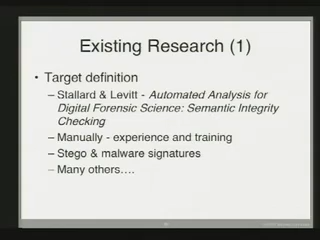 Existing Research (1)
• Target definition
– Stallard & Levitt - Automated Analysis for
Digital Forensic Science: Semantic Integrity
Checking
– Manually - experience and training
– Stego & malware signatures
– Many others….